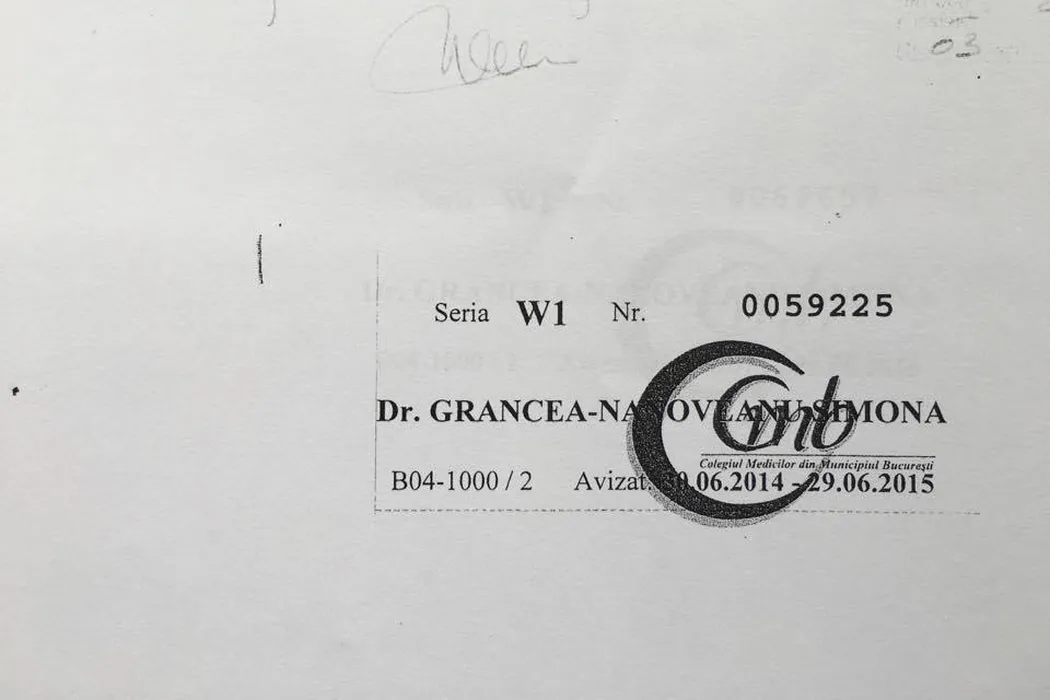 03
Seria W1 Nr. 0059225
Dr. GRANCEA-NANOVEANU SIMONA
Cmb
Colegiul Medicilor din Municipiul București
B04-1000 / 2 Avizat: 30.06.2014 - 29.06.2015